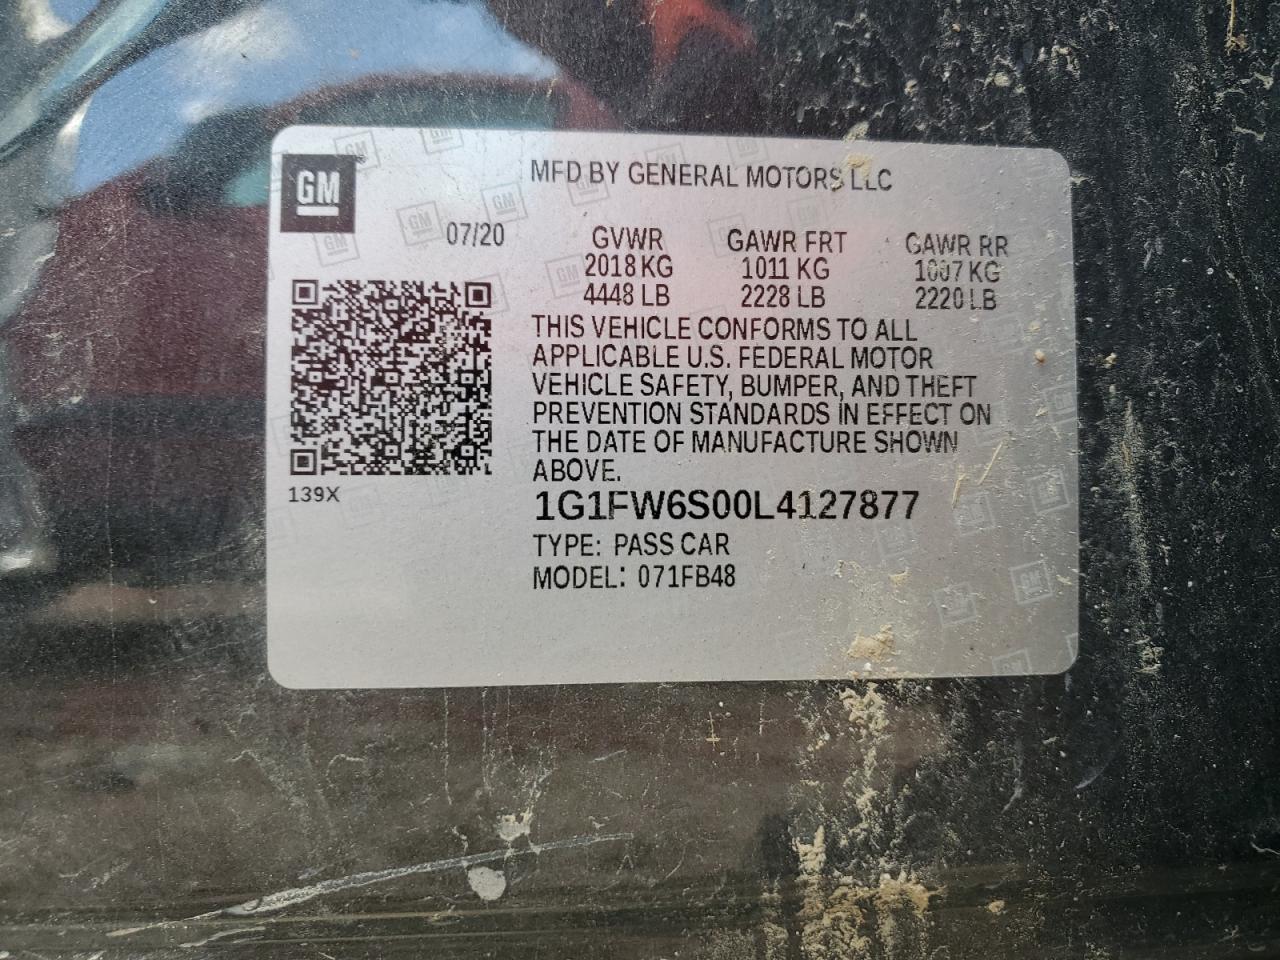 GM
MFD BY GENERAL MOTORS LLC
07/20
GVWR GAWR FRT GAWR RR
2018 KG 1011 KG 1007 KG
4448 LB 2228 LB 2220 LB
THIS VEHICLE CONFORMS TO ALL
APPLICABLE U.S. FEDERAL MOTOR
VEHICLE SAFETY, BUMPER, AND THEFT
PREVENTION STANDARDS IN EFFECT ON
THE DATE OF MANUFACTURE SHOWN
ABOVE.
139X
1G1FW6S00L4127877
TYPE: PASS CAR
MODEL: 071FB48